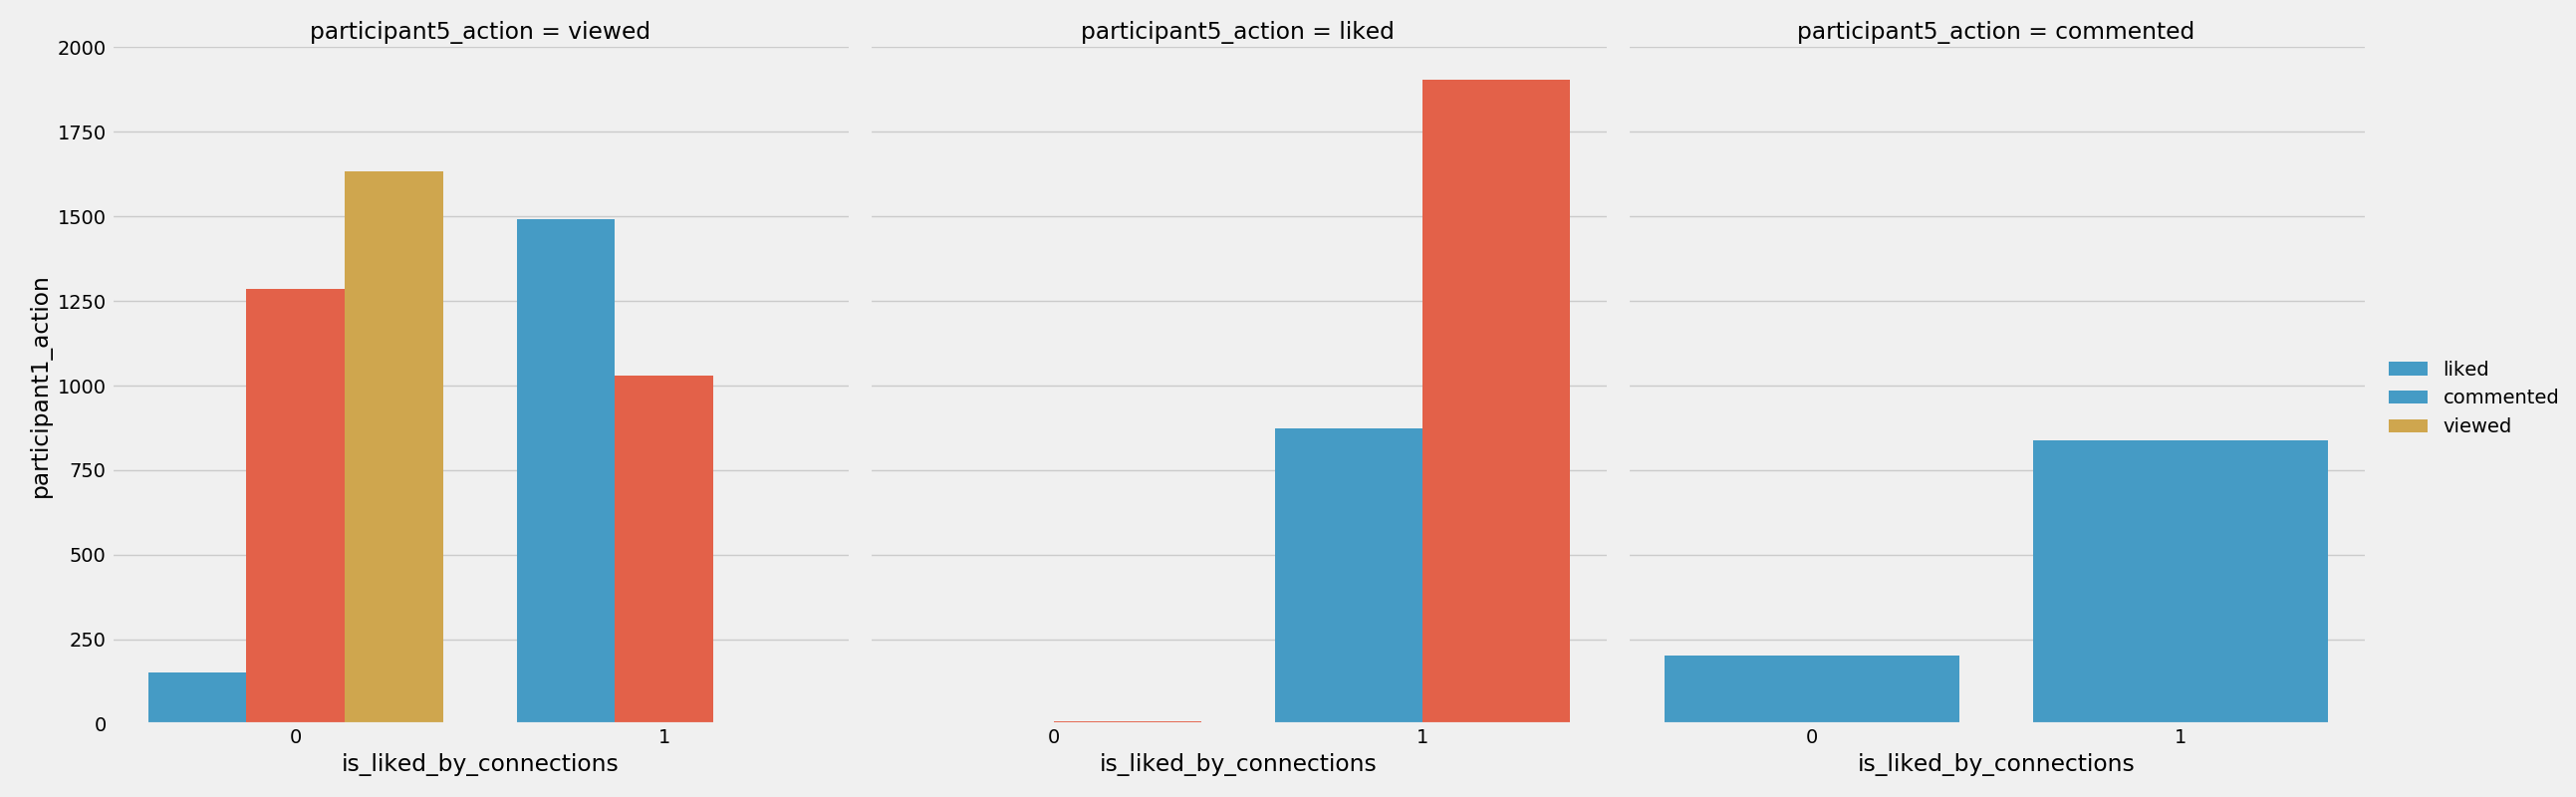 participant5_action = viewed
participant5_action = liked
participant5_action = commented
2000
1750
1500
1250
1000
750
500
250
0
participant1_action
0
1
0
1
0
1
is_liked_by_connections
is_liked_by_connections
is_liked_by_connections
liked
commented
viewed